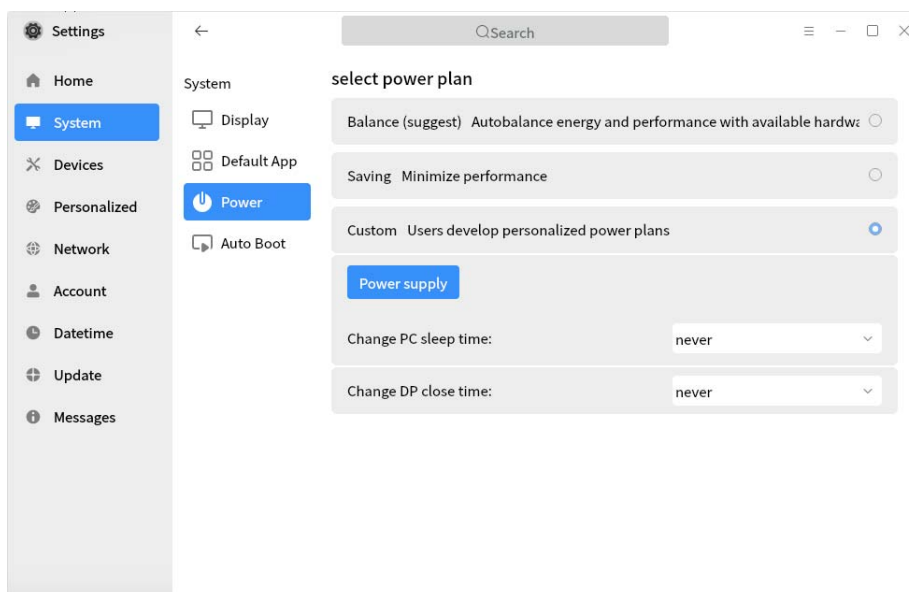 Settings
Search
Home
System
Devices
Personalized
Network
Account
Datetime
Update
Messages
System
Display
Default App
Power
Auto Boot
select power plan
Balance (suggest) Autobalance energy and performance with available
Saving Minimize performance
Custom Users develop personalized power plans
Power supply
Change PC sleep time: never
Change DP close time: never